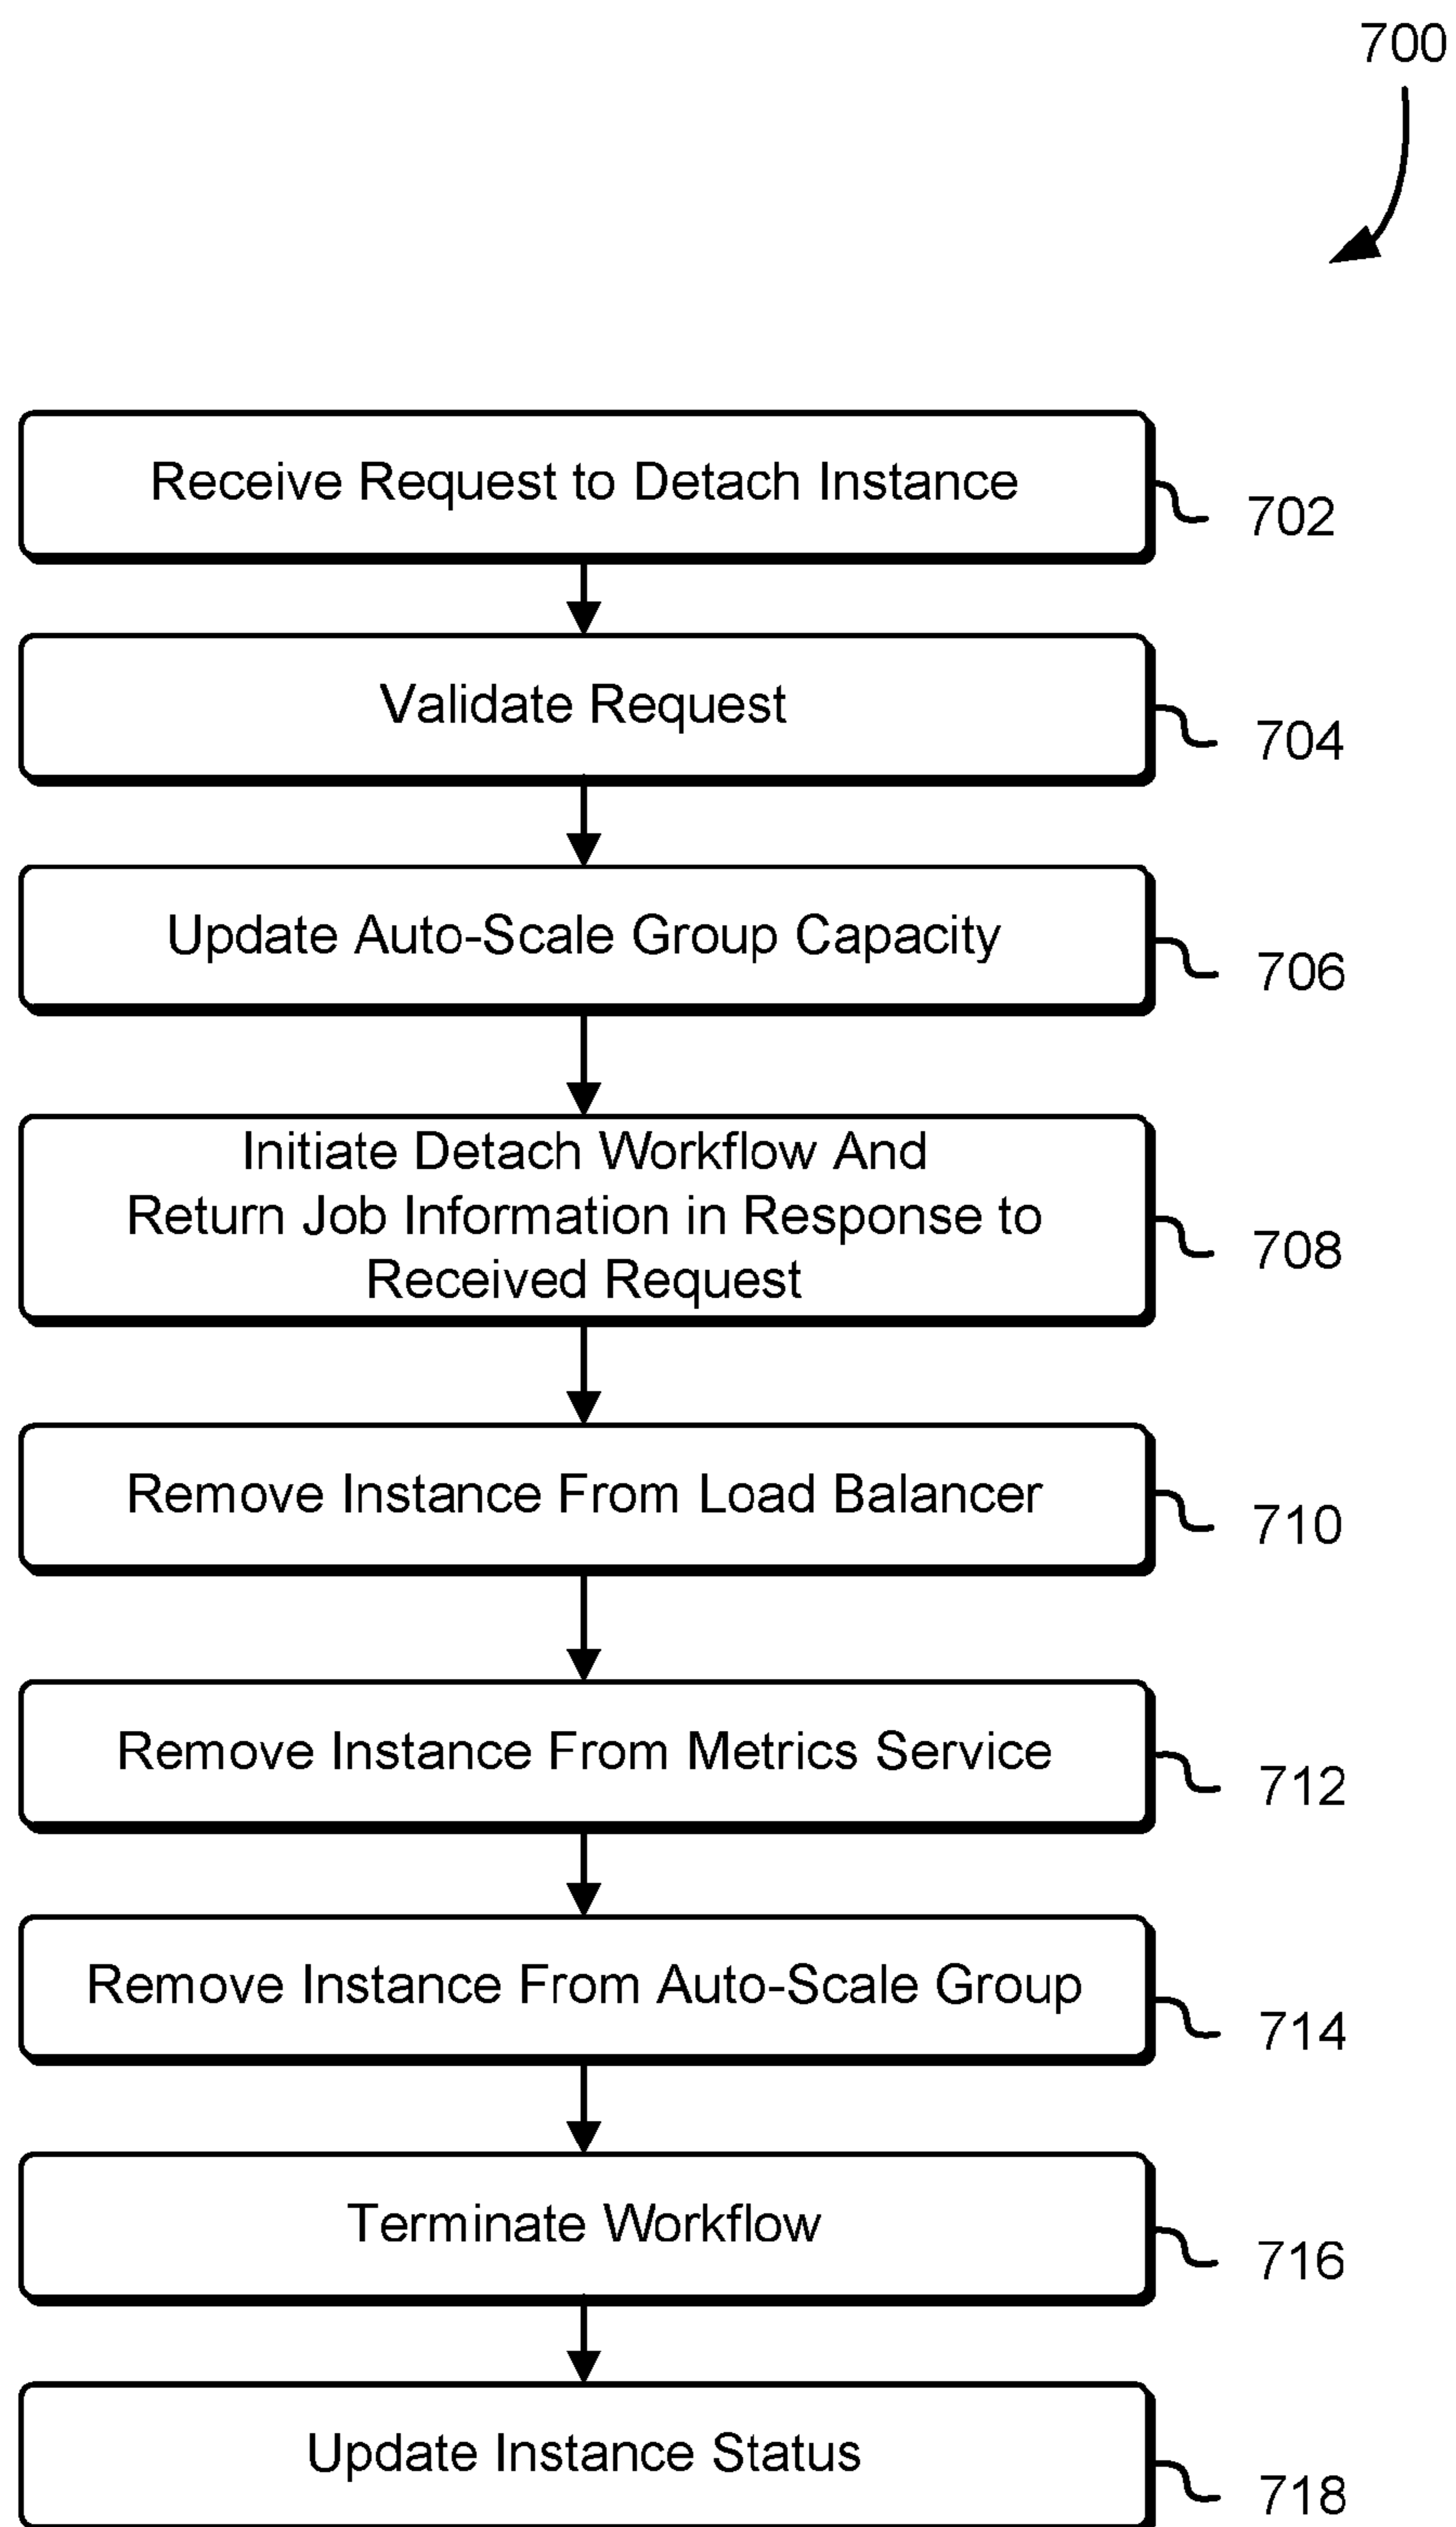 700
Receive Request to Detach Instance
702
Validate Request
704
Update Auto-Scale Group Capacity
706
Initiate Detach Workflow And
Return Job Information in Response to
Received Request
708
Remove Instance From Load Balancer
710
Remove Instance From Metrics Service
712
Remove Instance From Auto-Scale Group
714
Terminate Workflow
716
Update Instance Status
718